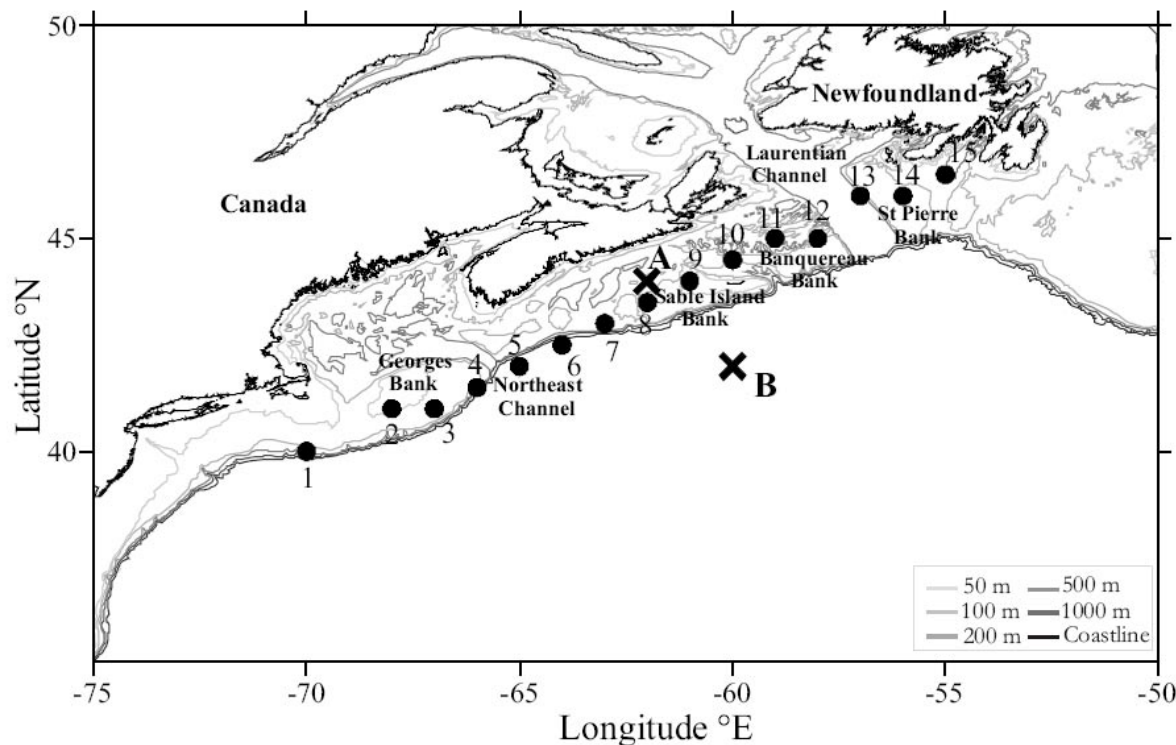 50
Newfoundland
Laurentian
Channel
15
13
14
Canada
St Pierre
Bank
45
12
11
10
A
Banquereau
Bank
9
Sable Island
Bank
8
7
6
5
Georges
Bank
4
Northeast
Channel
B
2
3
40
1
50 m
500 m
100 m
1000 m
200 m
Coastline
-75
-70
-65
-60
-55
-50
Latitude °N
Longitude °E